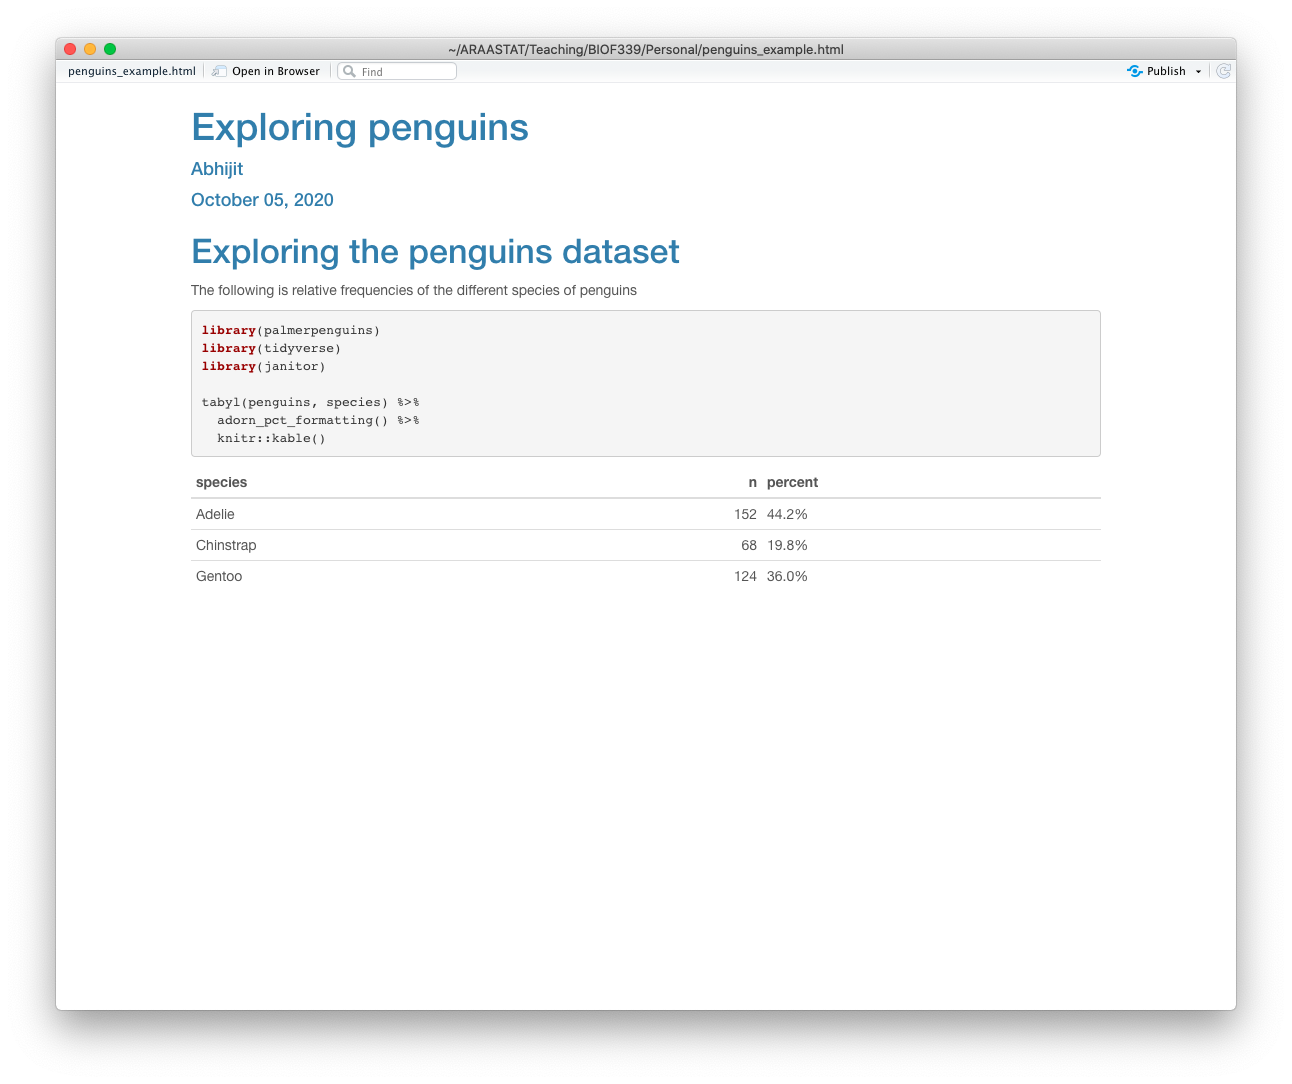 ~/ARAASTAT/Teaching/BIOF339/Personal/penguins_example.html
penguins_example.html Open in Browser Find Publish
Exploring penguins
Abhijit
October 05, 2020
Exploring the penguins dataset
The following is relative frequencies of the different species of penguins
library(palmerpenguins)
library(tidyverse)
library(janitor)
tabyl(penguins, species) %>%
  adorn_pct_formatting() %>%
  knitr::kable()
species n percent
Adelie 152 44.2%
Chinstrap 68 19.8%
Gentoo 124 36.0%